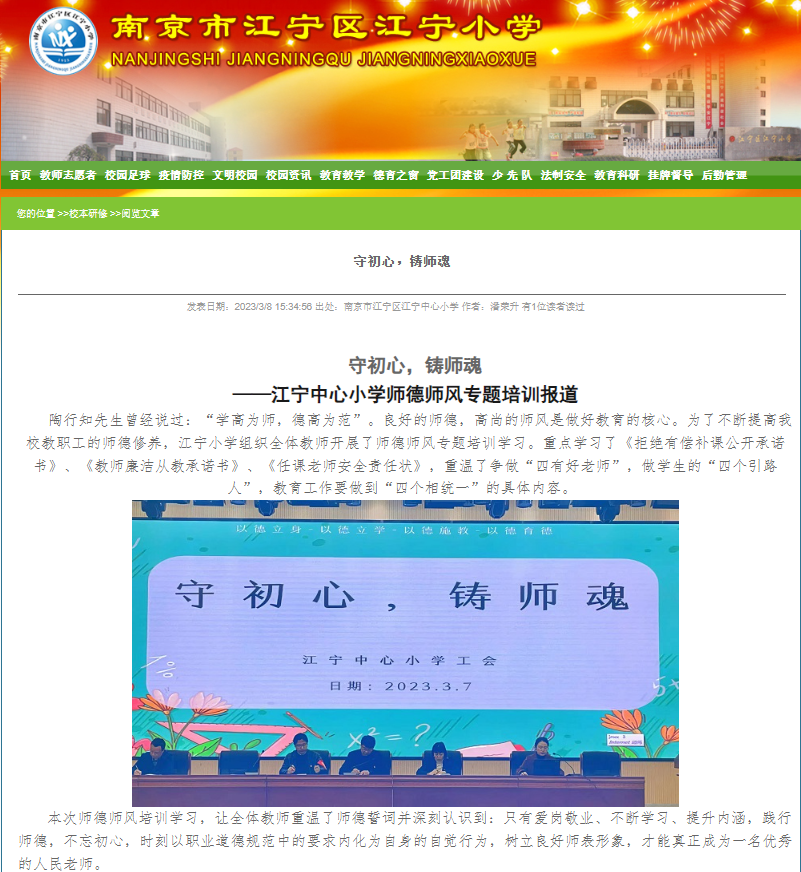 南京市江宁区江宁小学
NANJINGSHI JIANGNINGQU JIANGNINGXIAOXUE
首页 教师志愿者 校园足球 疫情防控 文明校园 校园资讯 教育教学 德育之窗 党工团建设 少 先 队 法制安全 教育科研 挂牌督导 后勤管理
您的位置 >>校本研修 >>阅览文章
守初心，铸师魂
发表日期：2023/3/8 15:34:56 出处：南京市江宁区江宁中心小学 作者：潘荣升 有1位读者读过
守初心，铸师魂
——江宁中心小学师德师风专题培训报道
陶行知先生曾经说过：“学高为师，德高为范”。良好的师德，高尚的师风是做好教育的核心。为了不断提高我
校教职工的师德修养，江宁小学组织全体教师开展了师德师风专题培训学习。重点学习了《拒绝有偿补课公开承诺
书》、《教师廉洁从教承诺书》、《任课老师安全责任状》，重温了争做“四有好老师”，做学生的“四个引路
人”，教育工作要做到“四个相统一”的具体内容。
以德立身-以德立学-以德施教-以德育德
守初心，铸师魂
江宁中心小学工会
日期：2023.3.7
x²=?
本次师德师风培训学习，让全体教师重温了师德誓词并深刻认识到：只有爱岗敬业、不断学习、提升内涵，践行
师德，不忘初心，时刻以职业道德规范中的要求内化为自身的自觉行为，树立良好师表形象，才能真正成为一名优秀
的人民老师。